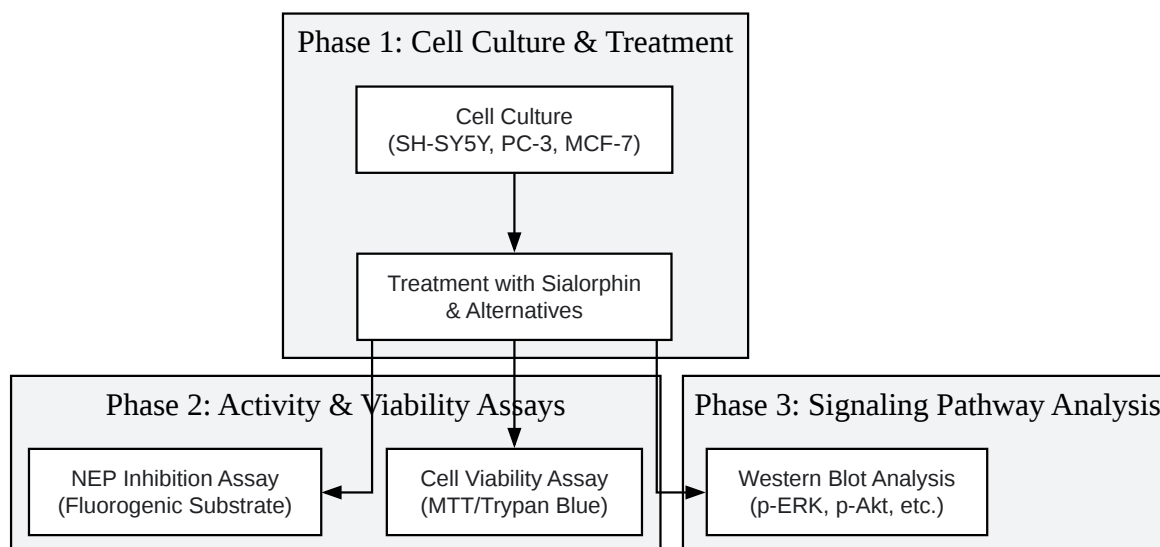 Phase 1: Cell Culture & Treatment
Cell Culture
(SH-SY5Y, PC-3, MCF-7)
Treatment with Sialorphin
& Alternatives
Phase 2: Activity & Viability Assays
NEP Inhibition Assay
(Fluorogenic Substrate)
Cell Viability Assay
(MTT/Trypan Blue)
Phase 3: Signaling Pathway Analysis
Western Blot Analysis
(p-ERK, p-Akt, etc.)